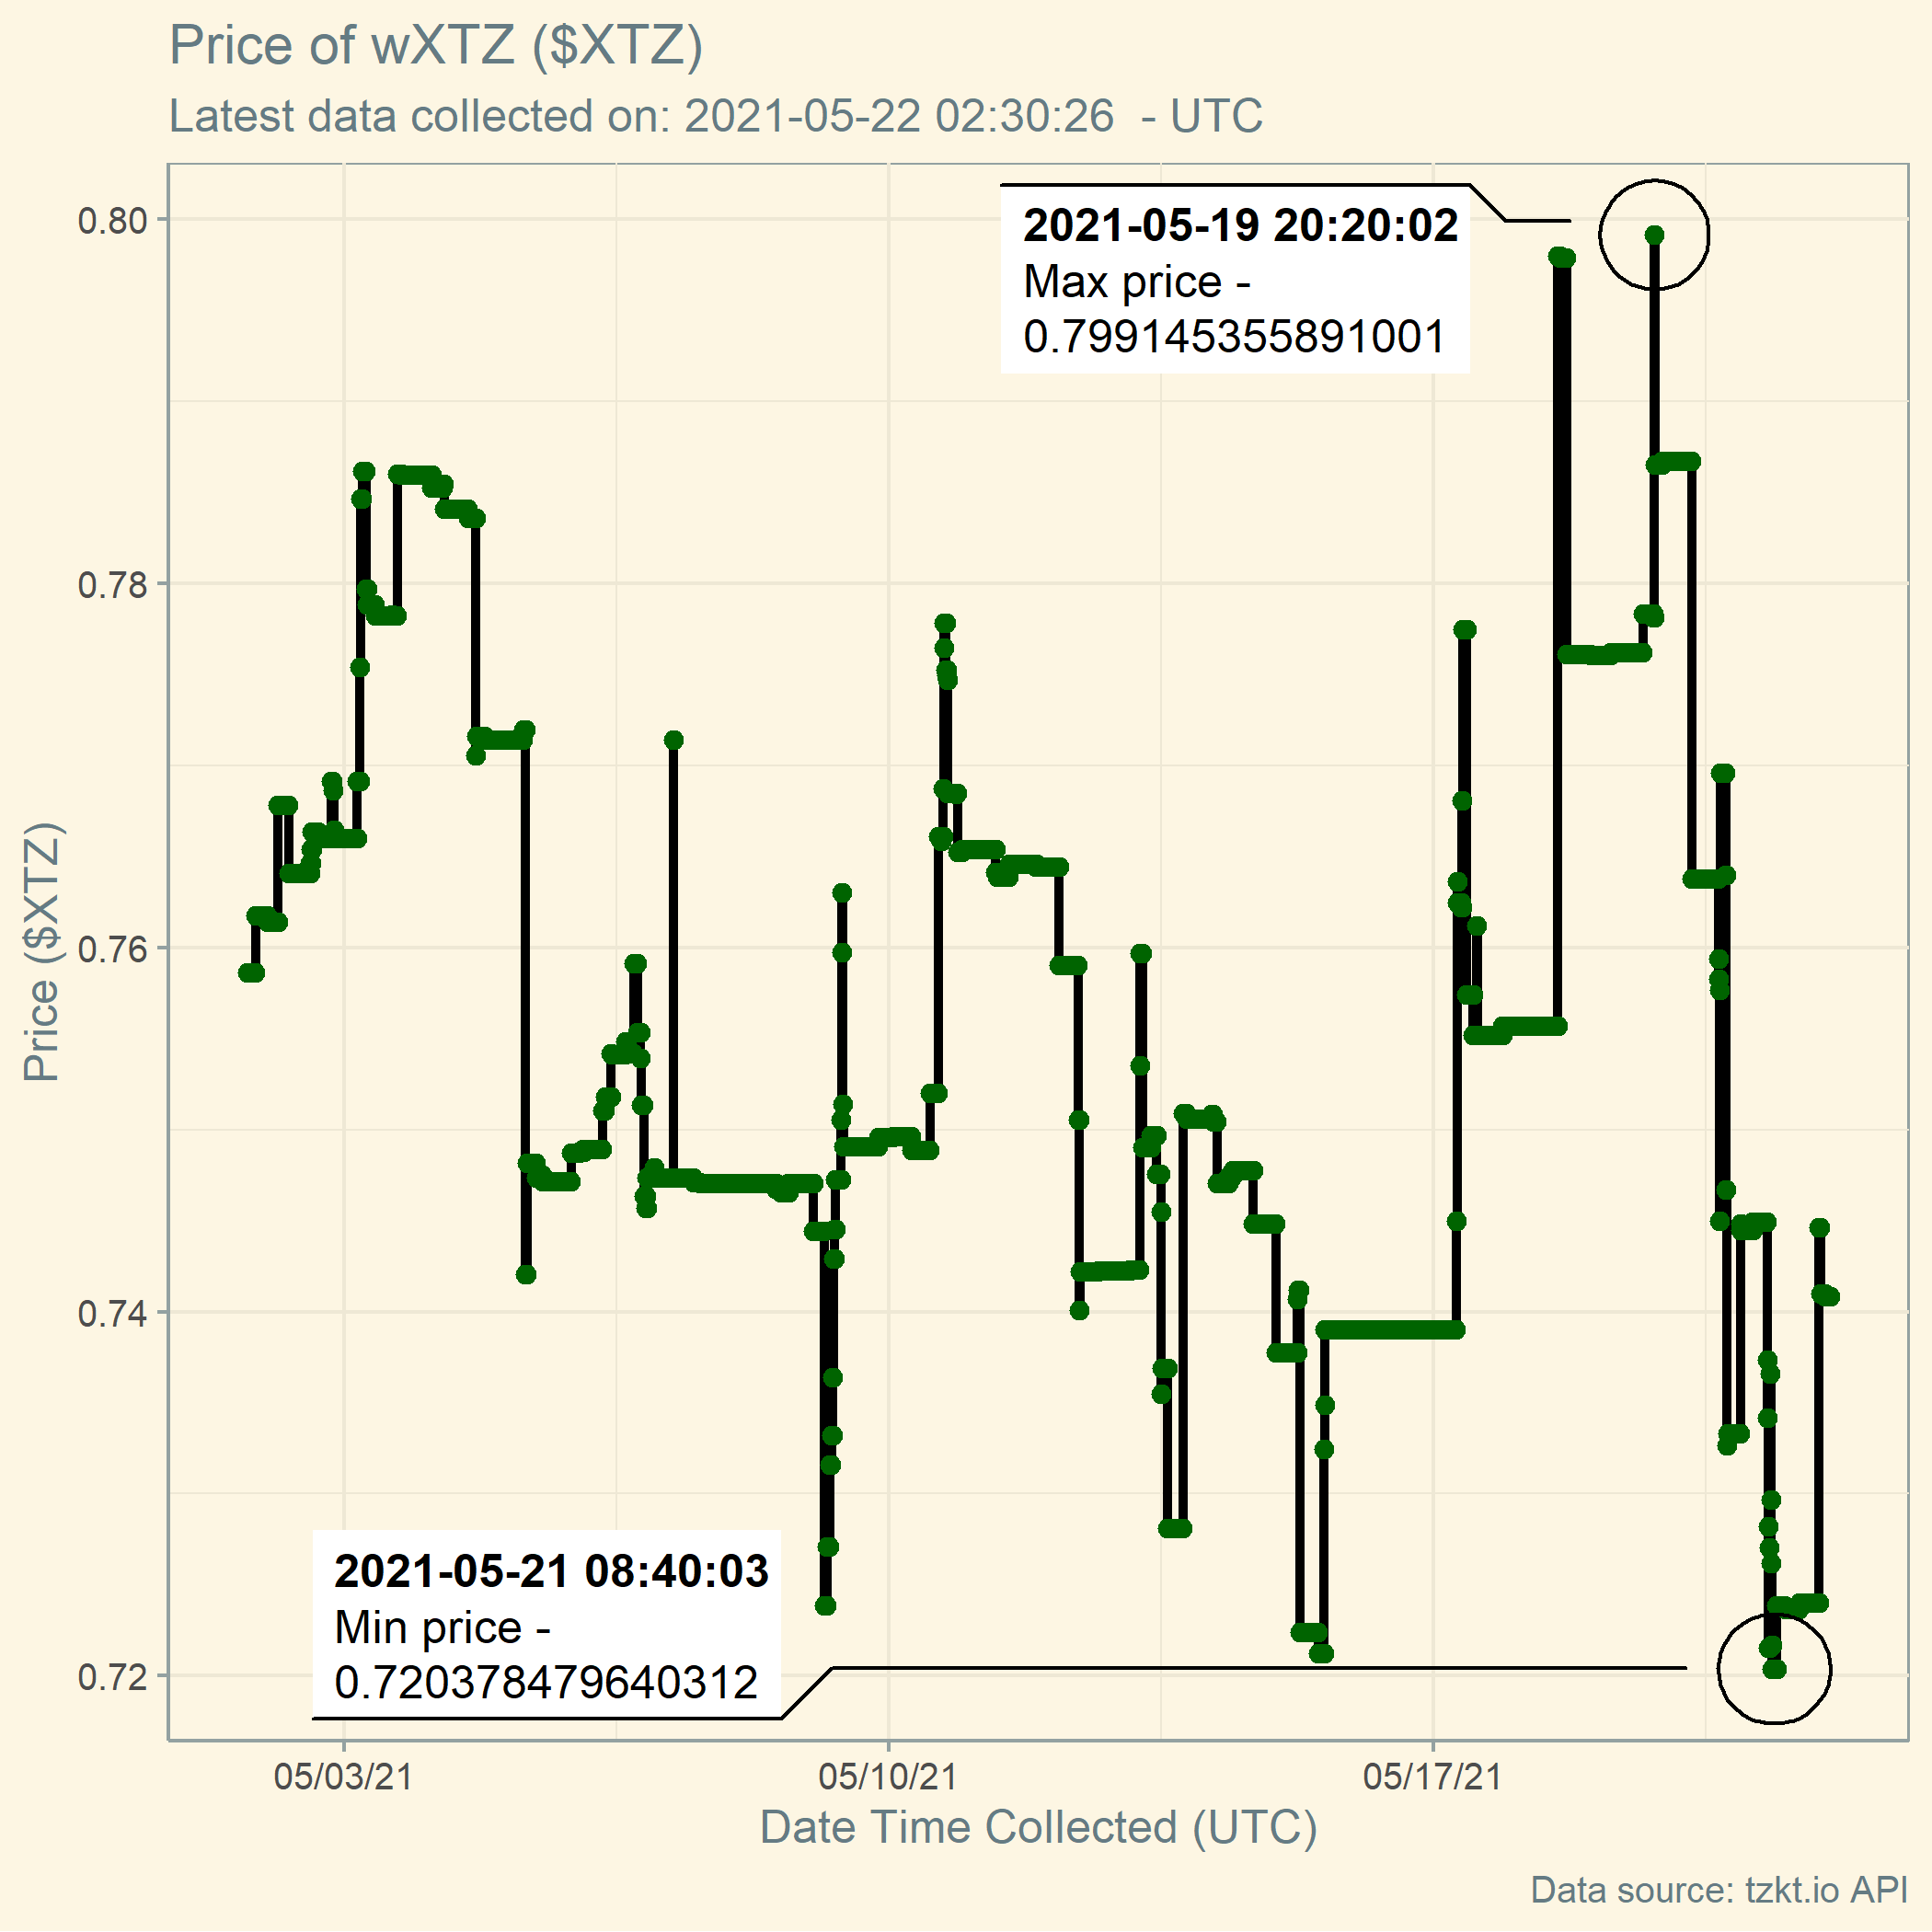 Price of wXTZ ($XTZ)
Latest data collected on: 2021-05-22 02:30:26  - UTC
0.80
0.78
0.76
0.74
0.72
Price ($XTZ)
2021-05-19 20:20:02
Max price -
0.799145355891001
2021-05-21 08:40:03
Min price -
0.720378479640312
05/03/21
05/10/21
05/17/21
Date Time Collected (UTC)
Data source: tzkt.io API